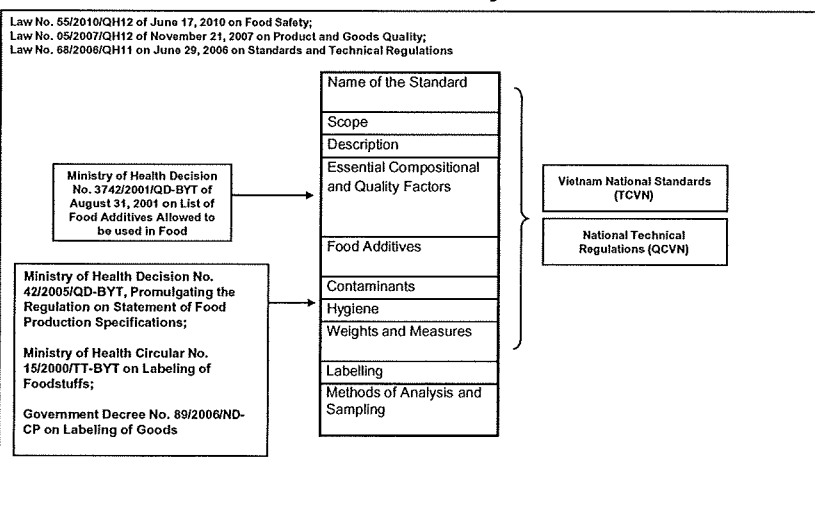 Law No. 55/2010/QH12 of June 17, 2010 on Food Safety;
Law No. 05/2007/QH12 of November 21, 2007 on Product and Goods Quality;
Law No. 68/2006/QH11 on June 29, 2006 on Standards and Technical Regulations
Name of the Standard
Scope
Description
Essential Compositional
and Quality Factors
Food Additives
Contaminants
Hygiene
Weights and Measures
Labelling
Methods of Analysis and
Sampling
Ministry of Health Decision
No. 3742/2001/QD-BYT of
August 31, 2001 on List of
Food Additives Allowed to
be used in Food
Ministry of Health Decision No.
42/2005/QD-BYT, Promulgating the
Regulation on Statement of Food
Production Specifications;
Ministry of Health Circular No.
15/2000/TT-BYT on Labeling of
Foodstuffs;
Government Decree No. 89/2006/ND-
CP on Labeling of Goods
Vietnam National Standards
(TCVN)
National Technical
Regulations (QCVN)